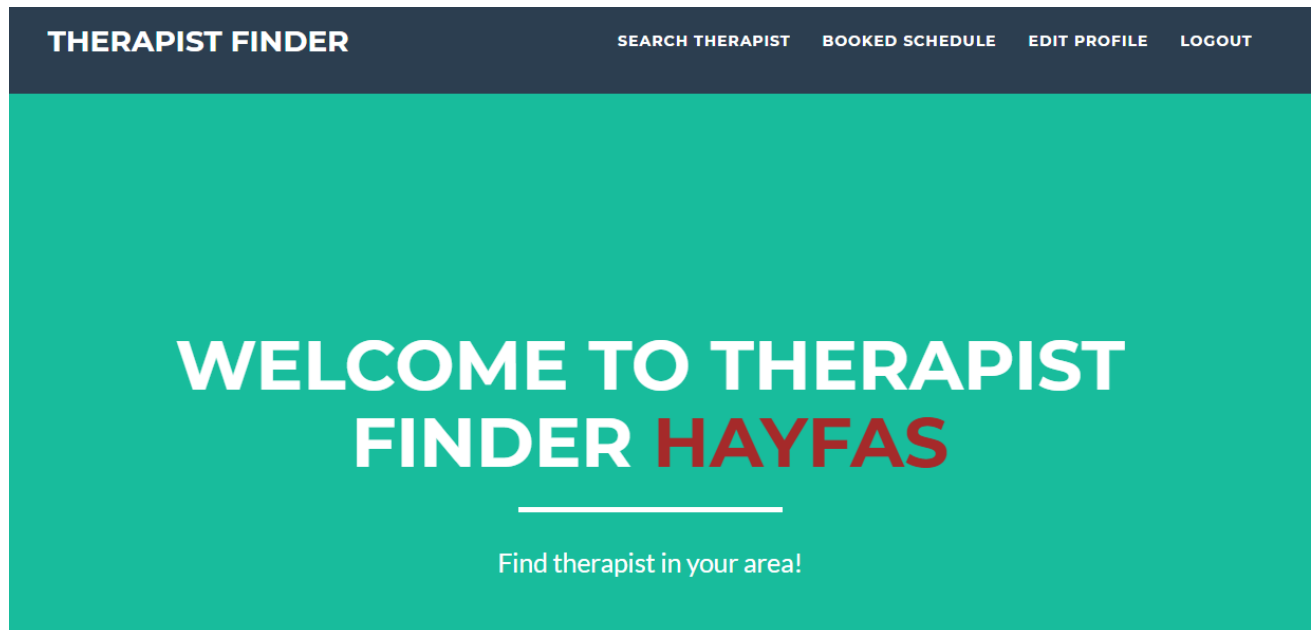 THERAPIST FINDER
SEARCH THERAPIST BOOKED SCHEDULE EDIT PROFILE LOGOUT
WELCOME TO THERAPIST
FINDER HAYFAS
Find therapist in your area!